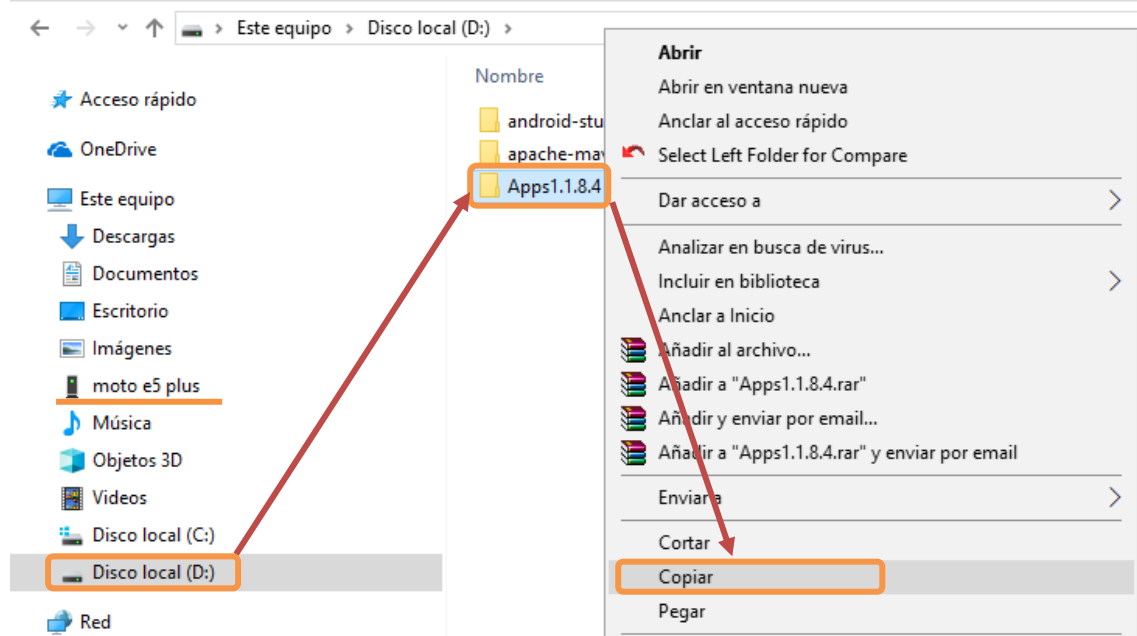 Este equipo > Disco local (D:) >
Acceso rápido
OneDrive
Este equipo
Descargas
Documentos
Escritorio
Imágenes
moto e5 plus
Música
Objetos 3D
Videos
Disco local (C:)
Disco local (D:)
Red
Nombre
android-stu
apache-mav
Apps1.1.8.4
Abrir
Abrir en ventana nueva
Anclar al acceso rápido
Select Left Folder for Compare
Dar acceso a
Analizar en busca de virus...
Incluir en biblioteca
Anclar a Inicio
Añadir al archivo...
Añadir a "Apps1.1.8.4.rar"
Añadir y enviar por email...
Añadir a "Apps1.1.8.4.rar" y enviar por email
Enviar a
Cortar
Copiar
Pegar